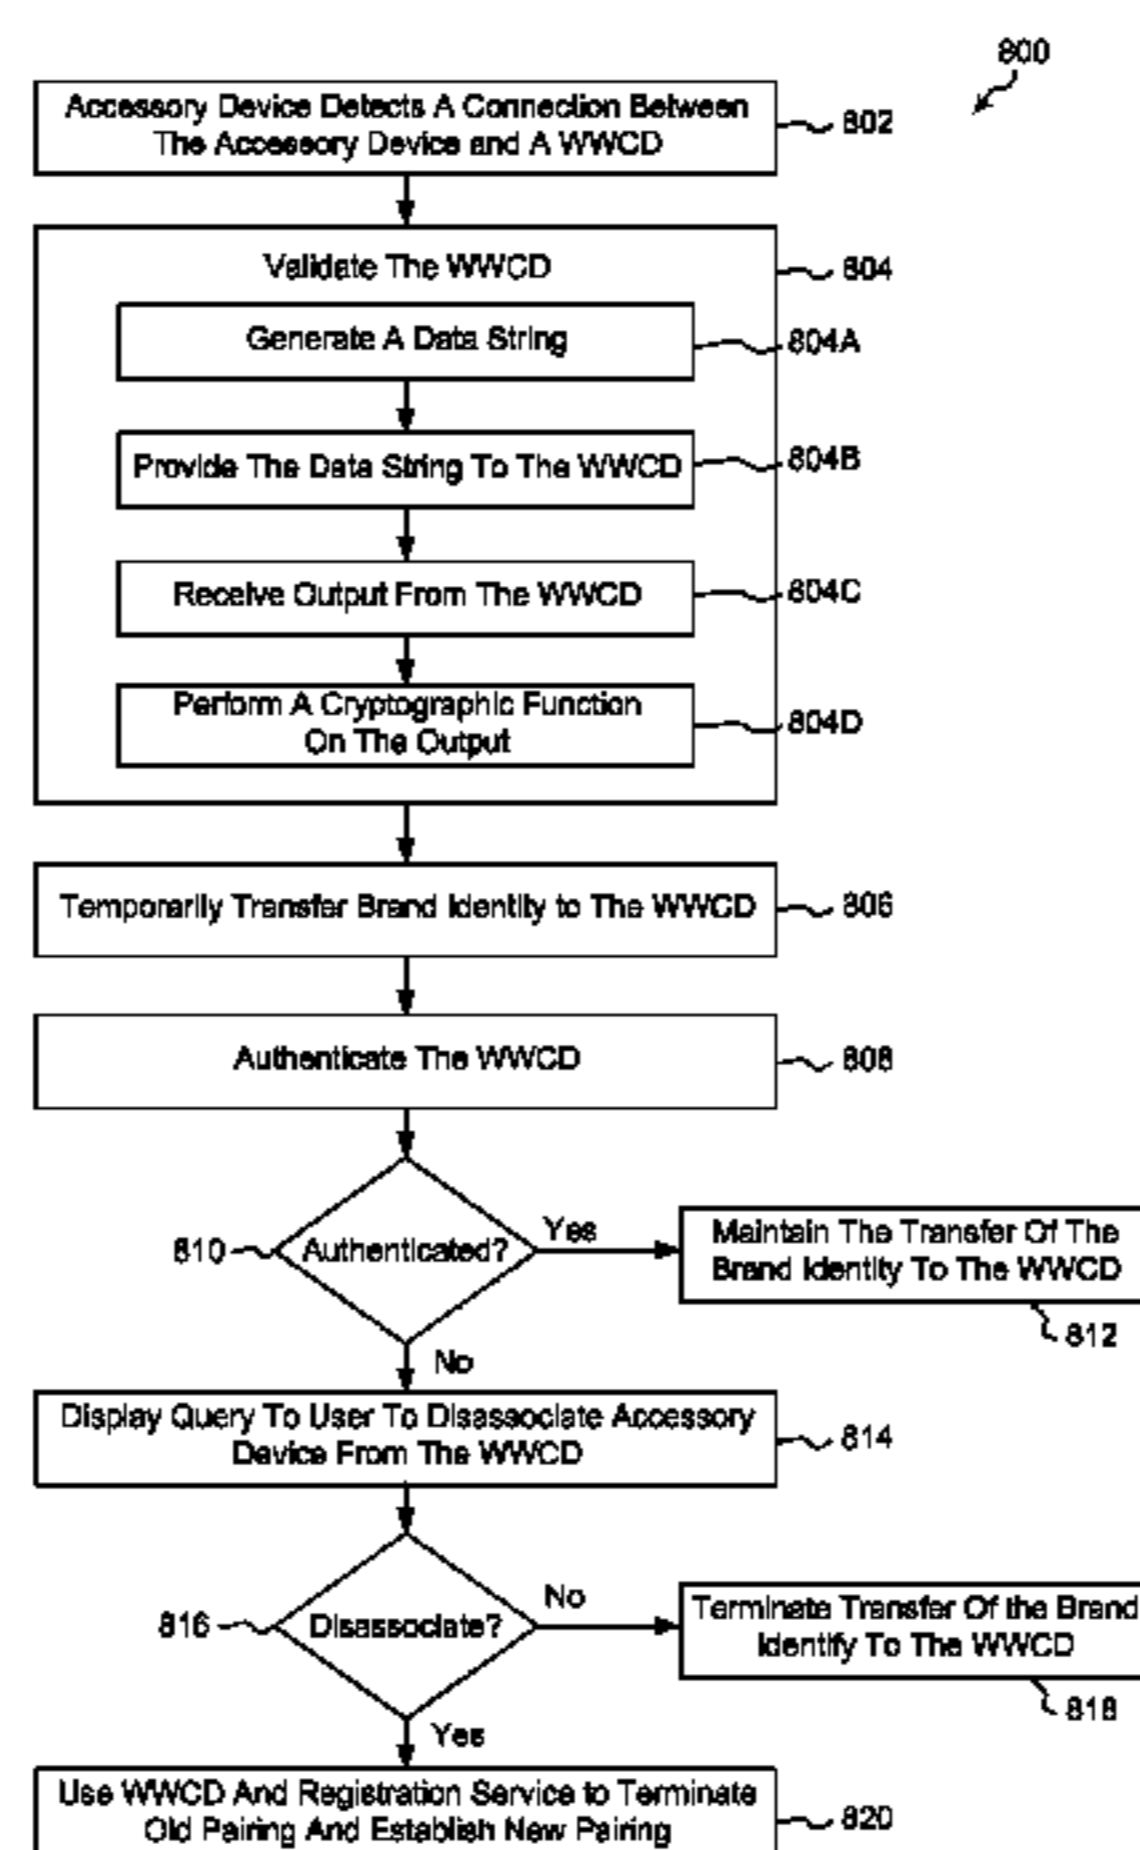 800
Accessory Device Detects A Connection Between
The Accessory Device and A WWCD
802
Validate The WWCD
804
Generate A Data String
804A
Provide The Data String To The WWCD
804B
Receive Output From The WWCD
804C
Perform A Cryptographic Function
On The Output
804D
Temporarily Transfer Brand Identity to The WWCD
806
Authenticate The WWCD
808
810
Authenticated?
Yes
Maintain The Transfer Of The
Brand Identity To The WWCD
812
No
Display Query To User To Disassociate Accessory
Device From The WWCD
814
816
Disassociate?
No
Terminate Transfer Of the Brand
Identify To The WWCD
818
Yes
Use WWCD And Registration Service to Terminate
Old Pairing And Establish New Pairing
820